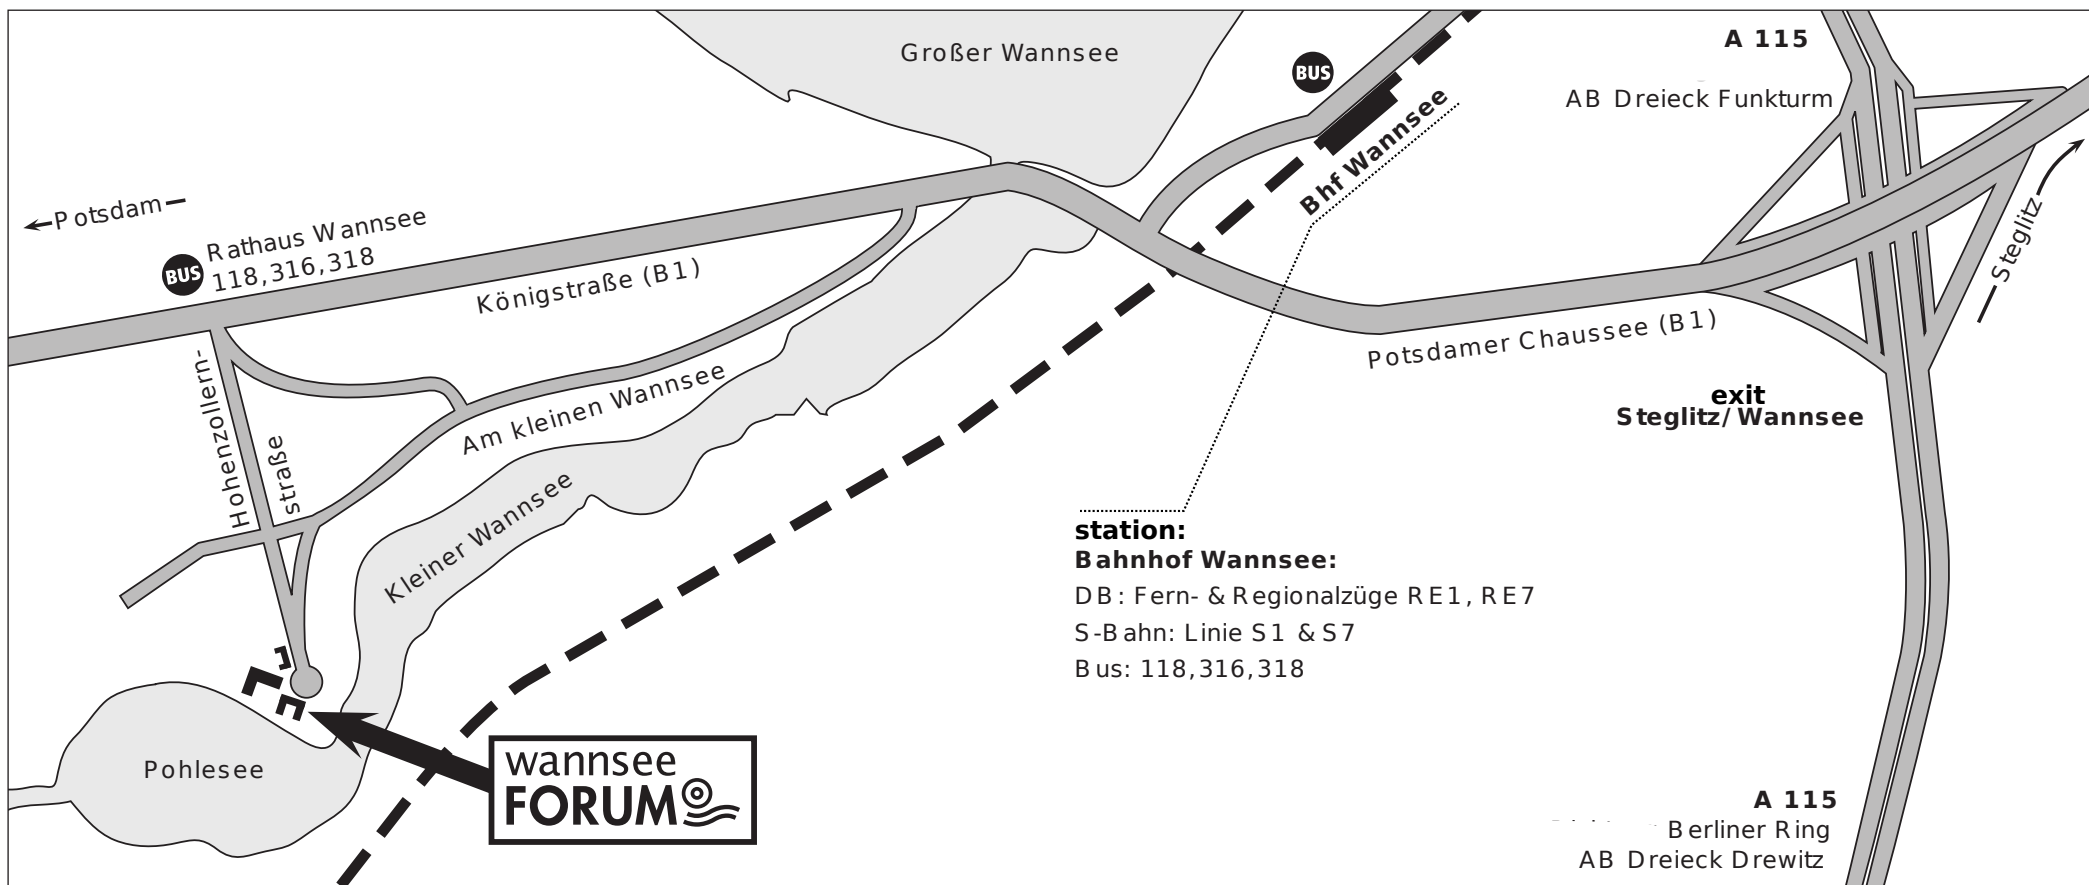 Großer Wannsee
BUS
A 115
AB Dreieck Funkturm
Bhf Wannsee
Potsdam
BUS
Rathaus Wannsee
118,316,318
Königstraße (B1)
Steglitz
Potsdamer Chaussee (B1)
Hohenzollern-
straße
Am kleinen Wannsee
exit
Steglitz/Wannsee
Kleiner Wannsee
station:
Bahnhof Wannsee:
DB: Fern- & Regionalzüge RE1, RE7
S-Bahn: Linie S1 & S7
Bus: 118,316,318
Pohlesee
wannsee
FORUM
A 115
Berliner Ring
AB Dreieck Drewitz